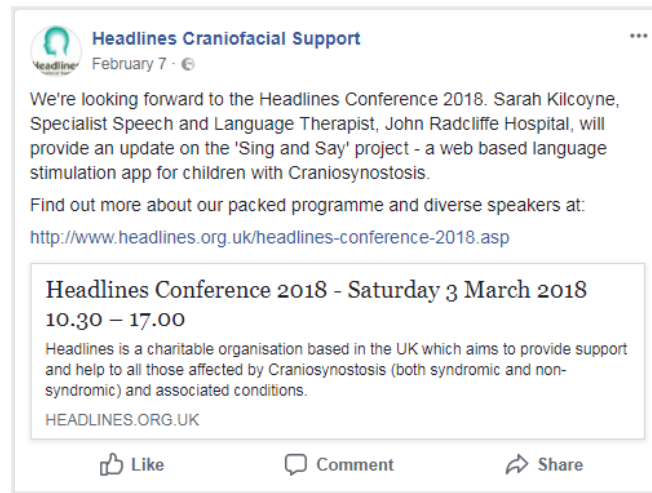 Headlines Craniofacial Support
Headlines
February 7 ·
We're looking forward to the Headlines Conference 2018. Sarah Kilcoyne,
Specialist Speech and Language Therapist, John Radcliffe Hospital, will
provide an update on the 'Sing and Say' project - a web based language
stimulation app for children with Craniosynostosis.
Find out more about our packed programme and diverse speakers at:
http://www.headlines.org.uk/headlines-conference-2018.asp
Headlines Conference 2018 - Saturday 3 March 2018
10.30 – 17.00
Headlines is a charitable organisation based in the UK which aims to provide support
and help to all those affected by Craniosynostosis (both syndromic and non-
syndromic) and associated conditions.
HEADLINES.ORG.UK
Like Comment Share